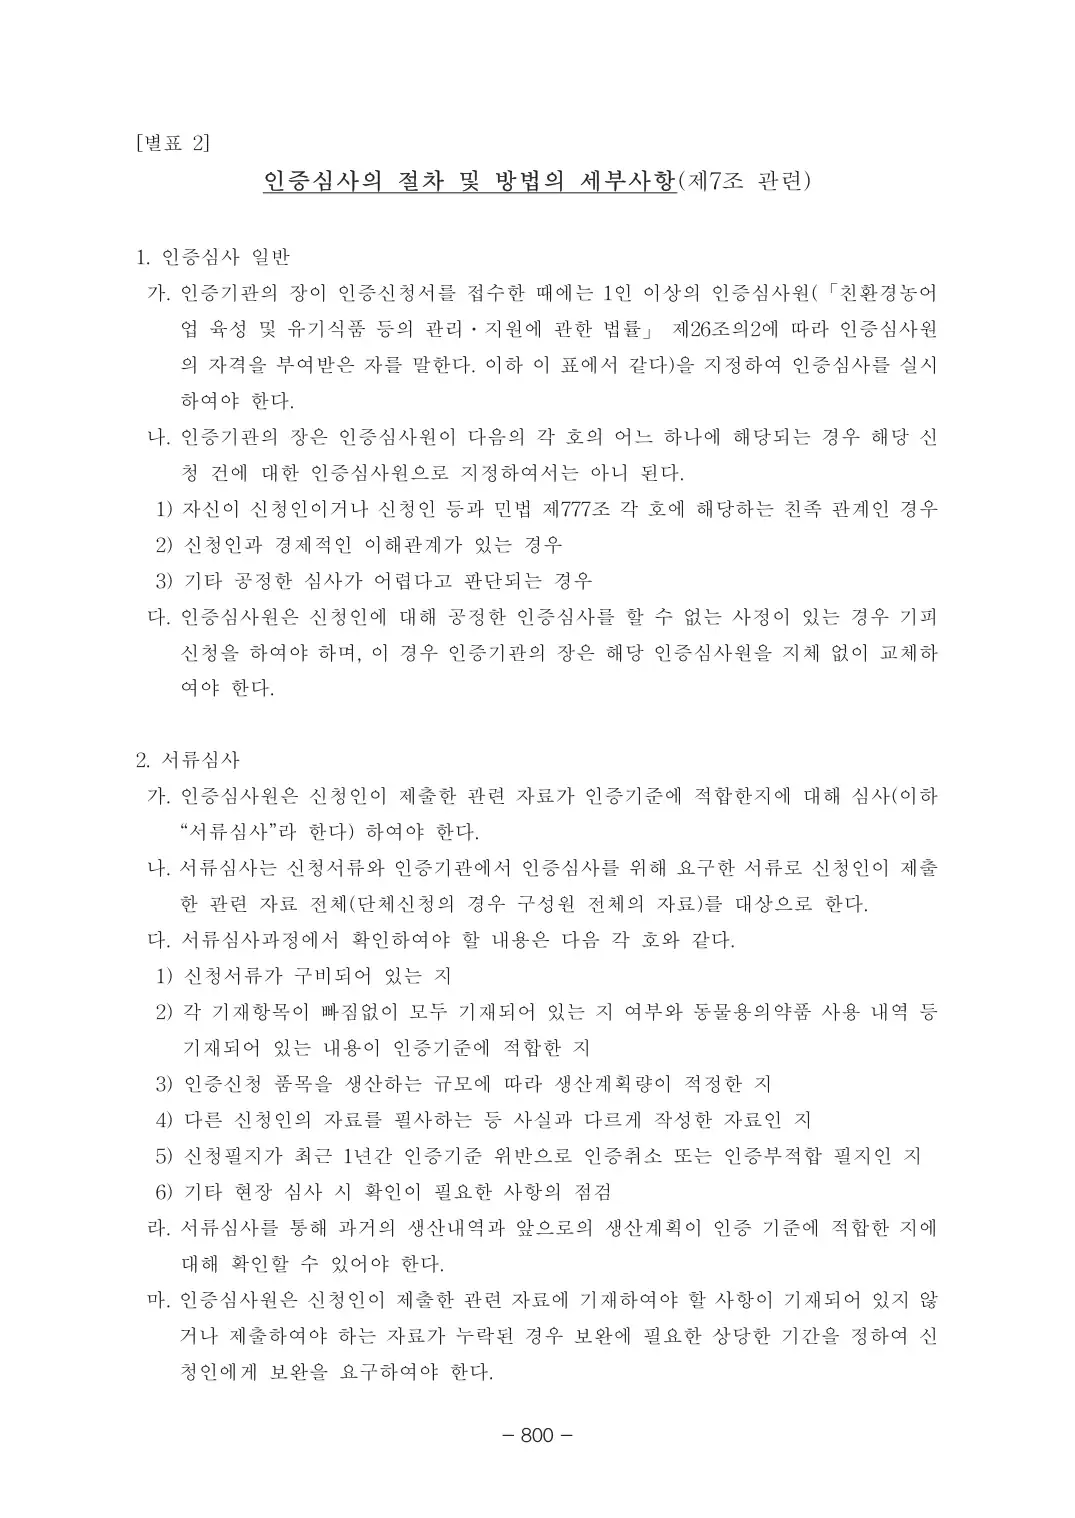 [별표 2]
인증심사의 절차 및 방법의 세부사항(제7조 관련)
1. 인증심사 일반
가. 인증기관의 장이 인증신청서를 접수한 때에는 1인 이상의 인증심사원(「친환경농어
업 육성 및 유기식품 등의 관리·지원에 관한 법률」 제26조의2에 따라 인증심사원
의 자격을 부여받은 자를 말한다. 이하 이 표에서 같다)을 지정하여 인증심사를 실시
하여야 한다.
나. 인증기관의 장은 인증심사원이 다음의 각 호의 어느 하나에 해당되는 경우 해당 신
청 건에 대한 인증심사원으로 지정하여서는 아니 된다.
1) 자신이 신청인이거나 신청인 등과 민법 제777조 각 호에 해당하는 친족 관계인 경우
2) 신청인과 경제적인 이해관계가 있는 경우
3) 기타 공정한 심사가 어렵다고 판단되는 경우
다. 인증심사원은 신청인에 대해 공정한 인증심사를 할 수 없는 사정이 있는 경우 기피
신청을 하여야 하며, 이 경우 인증기관의 장은 해당 인증심사원을 지체 없이 교체하
여야 한다.
2. 서류심사
가. 인증심사원은 신청인이 제출한 관련 자료가 인증기준에 적합한지에 대해 심사(이하
“서류심사”라 한다) 하여야 한다.
나. 서류심사는 신청서류와 인증기관에서 인증심사를 위해 요구한 서류로 신청인이 제출
한 관련 자료 전체(단체신청의 경우 구성원 전체의 자료)를 대상으로 한다.
다. 서류심사과정에서 확인하여야 할 내용은 다음 각 호와 같다.
1) 신청서류가 구비되어 있는 지
2) 각 기재항목이 빠짐없이 모두 기재되어 있는 지 여부와 동물용의약품 사용 내역 등
기재되어 있는 내용이 인증기준에 적합한 지
3) 인증신청 품목을 생산하는 규모에 따라 생산계획량이 적정한 지
4) 다른 신청인의 자료를 필사하는 등 사실과 다르게 작성한 자료인 지
5) 신청필지가 최근 1년간 인증기준 위반으로 인증취소 또는 인증부적합 필지인 지
6) 기타 현장 심사 시 확인이 필요한 사항의 점검
라. 서류심사를 통해 과거의 생산내역과 앞으로의 생산계획이 인증 기준에 적합한 지에
대해 확인할 수 있어야 한다.
마. 인증심사원은 신청인이 제출한 관련 자료에 기재하여야 할 사항이 기재되어 있지 않
거나 제출하여야 하는 자료가 누락된 경우 보완에 필요한 상당한 기간을 정하여 신
청인에게 보완을 요구하여야 한다.
- 800 -